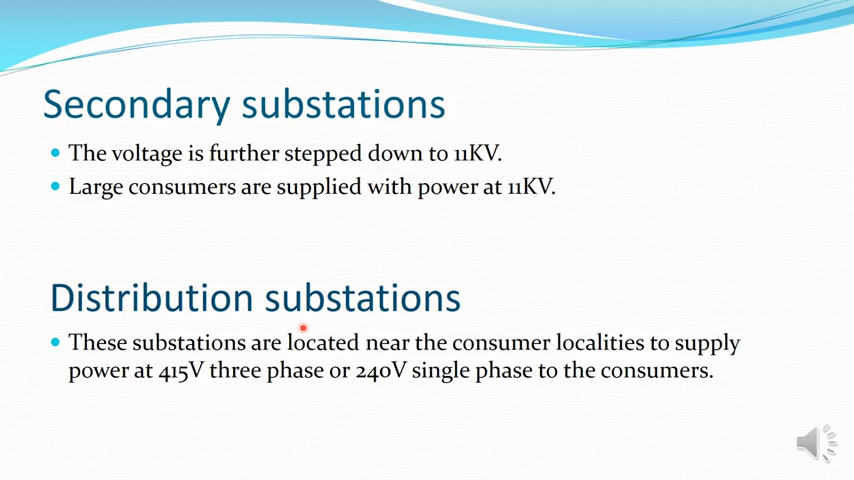 Secondary substations
• The voltage is further stepped down to 11KV.
• Large consumers are supplied with power at 11KV.
Distribution substations
• These substations are located near the consumer localities to supply
power at 415V three phase or 240V single phase to the consumers.